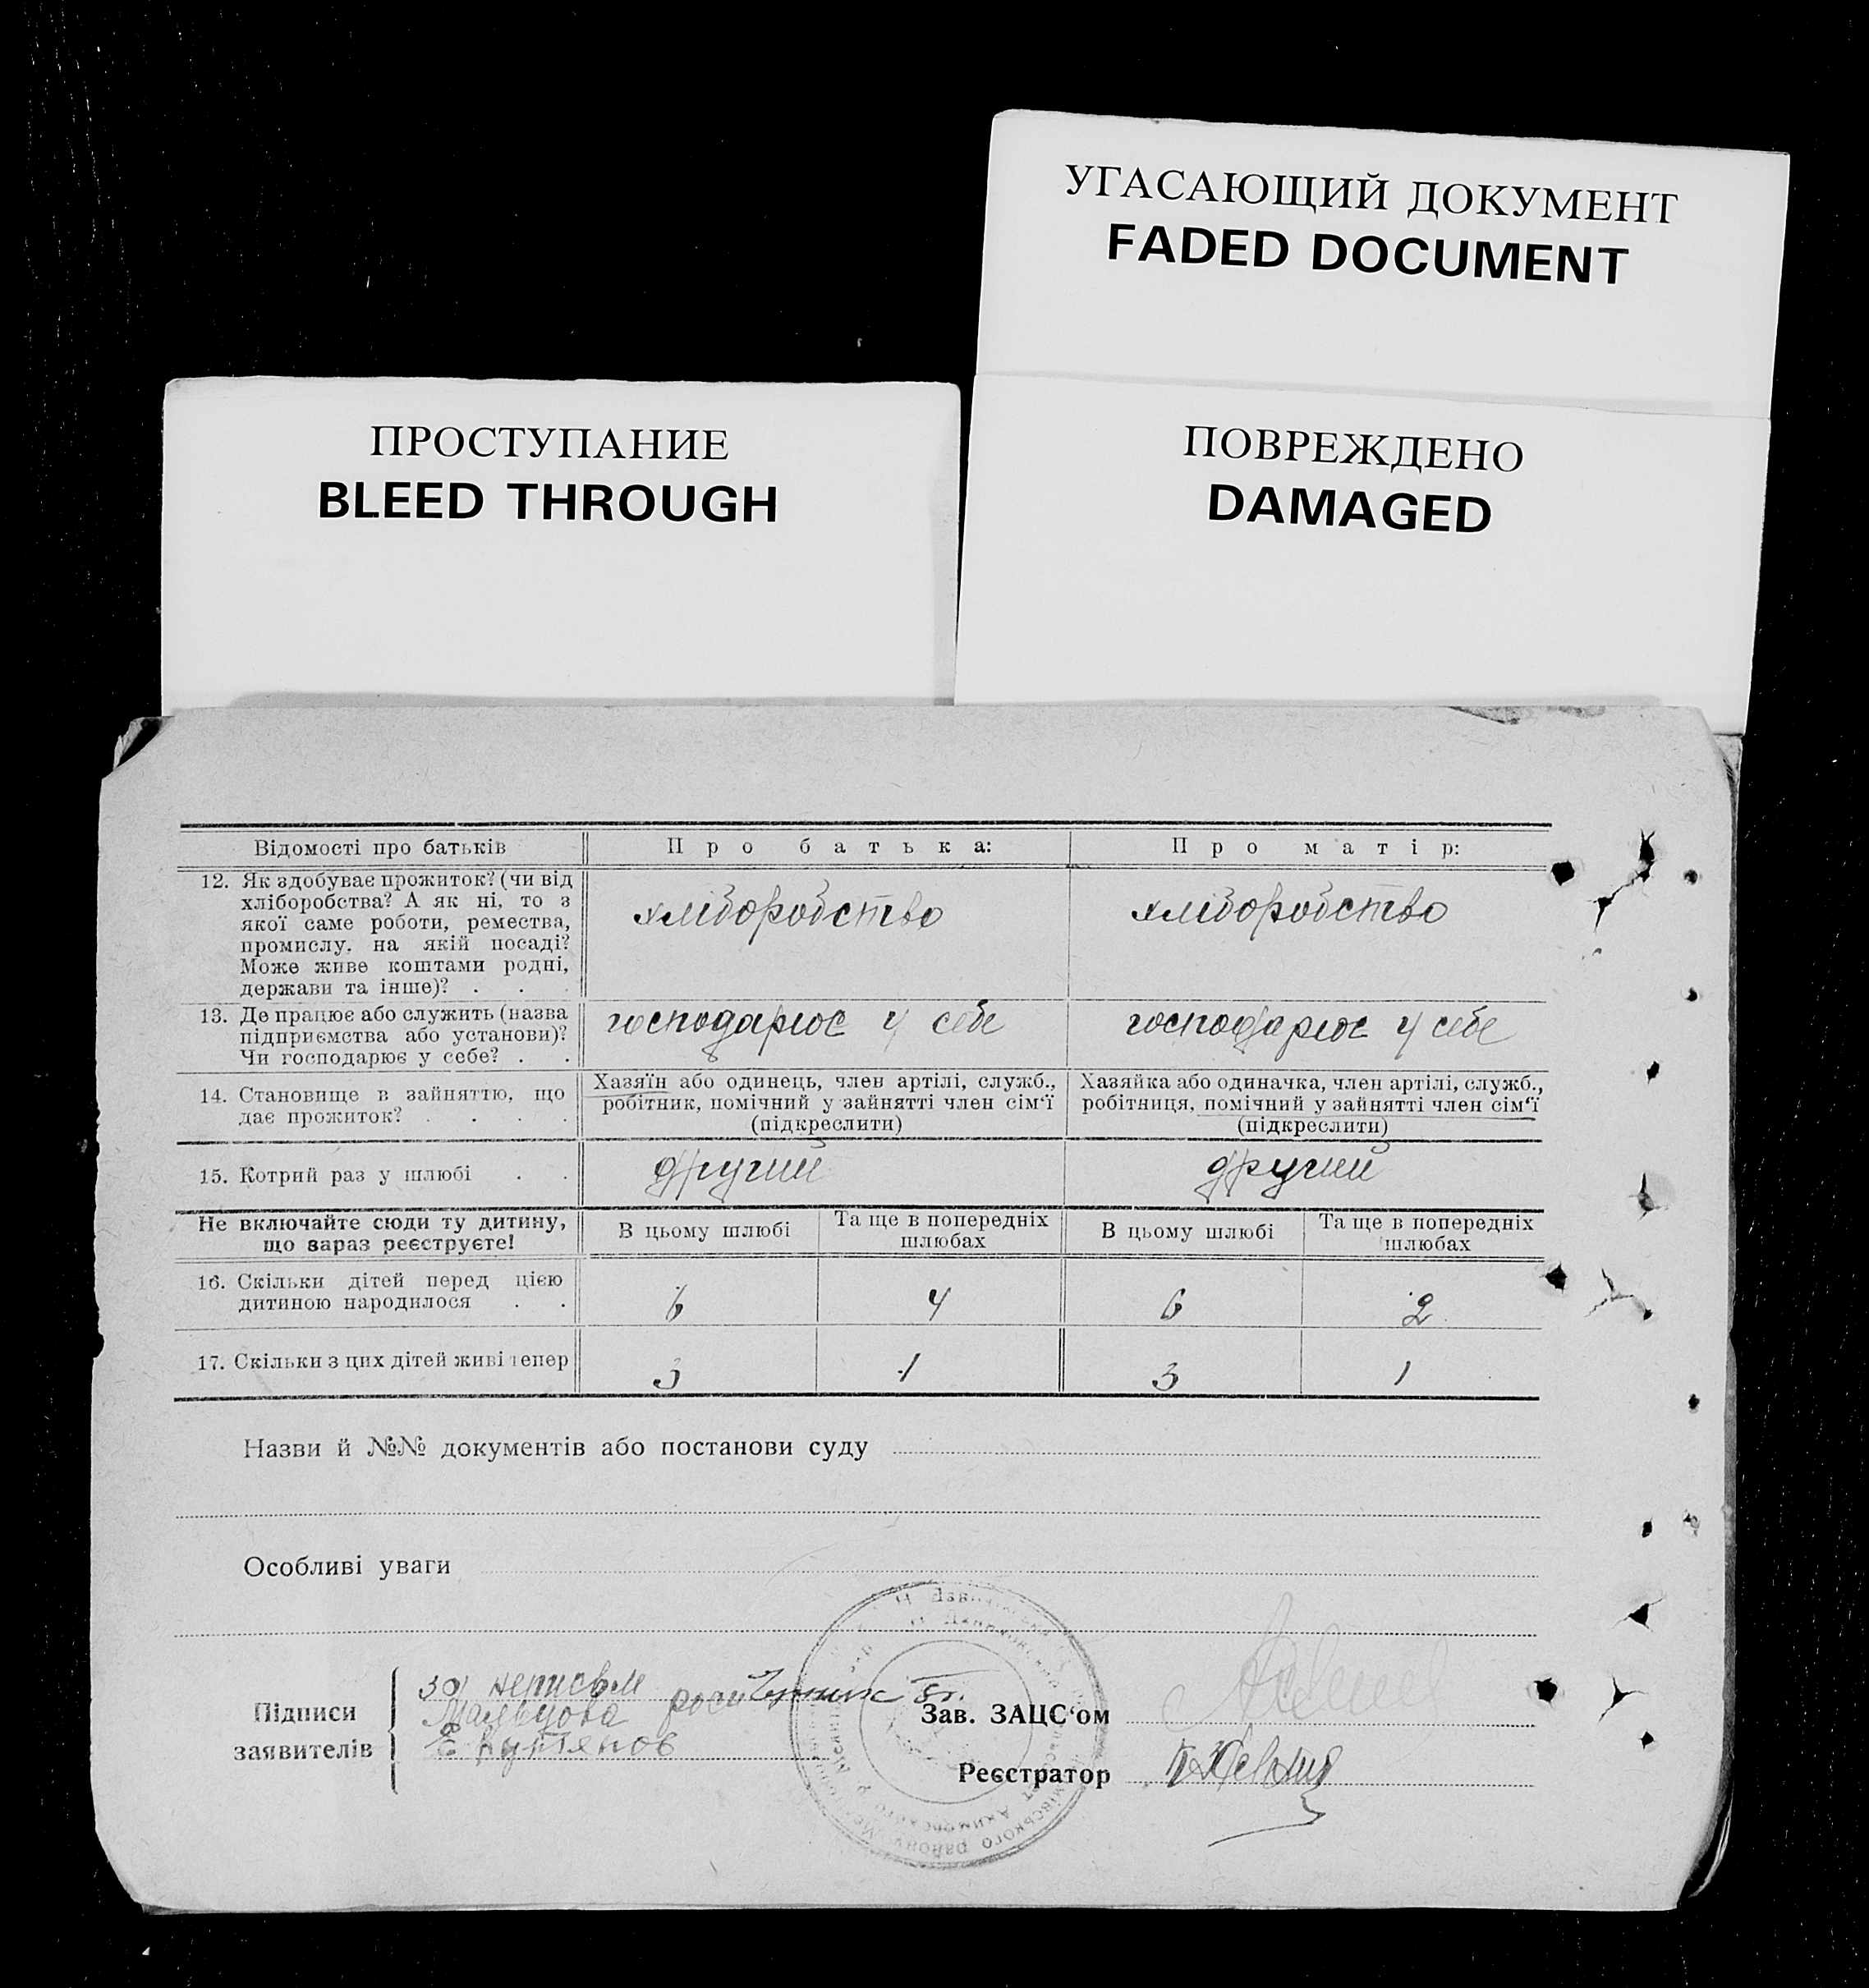 УГАСАЮЩИЙ ДОКУМЕНТ
FADED DOCUMENT
ПРОСТУПАНИЕ
BLEED THROUGH
ПОВРЕЖДЕНО
DAMAGED
Відомості про батьків
Про батька:
Про матір:
12. Як здобуває прожиток? (чи від
хліборобства? А як ні, то з
якої саме роботи, ремества,
промислу, на якій посаді?
Може живе коштами родні,
держави та інше)? . . .
хліборобство
хліборобство
13. Де працює або служить (назва
підприємства або установи)?
Чи господарює у себе? . .
господарює у себе
господарює у себе
14. Становище в зайняттю, що
дає прожиток? . . . .
Хазяїн або одинець, член артілі, служб.,
робітник, помічний у зайнятті член сім'ї
(підкреслити)
Хазяйка або одиначка, член артілі, служб.,
робітниця, помічний у зайнятті член сім'ї
(підкреслити)
15. Котрий раз у шлюбі . .
другий
другий
Не включайте сюди ту дитину,
що зараз реєструєте!
В цьому шлюбі
Та ще в попередніх
шлюбах
В цьому шлюбі
Та ще в попередніх
шлюбах
16. Скільки дітей перед цією
дитиною народилося . .
6
4
6
2
17. Скільки з цих дітей живі тепер
3
1
3
1
Назви й №№ документів або постанови суду
Особливі уваги
Підписи
заявителів
за
Зав. ЗАЦС'ом
Реєстратор
району